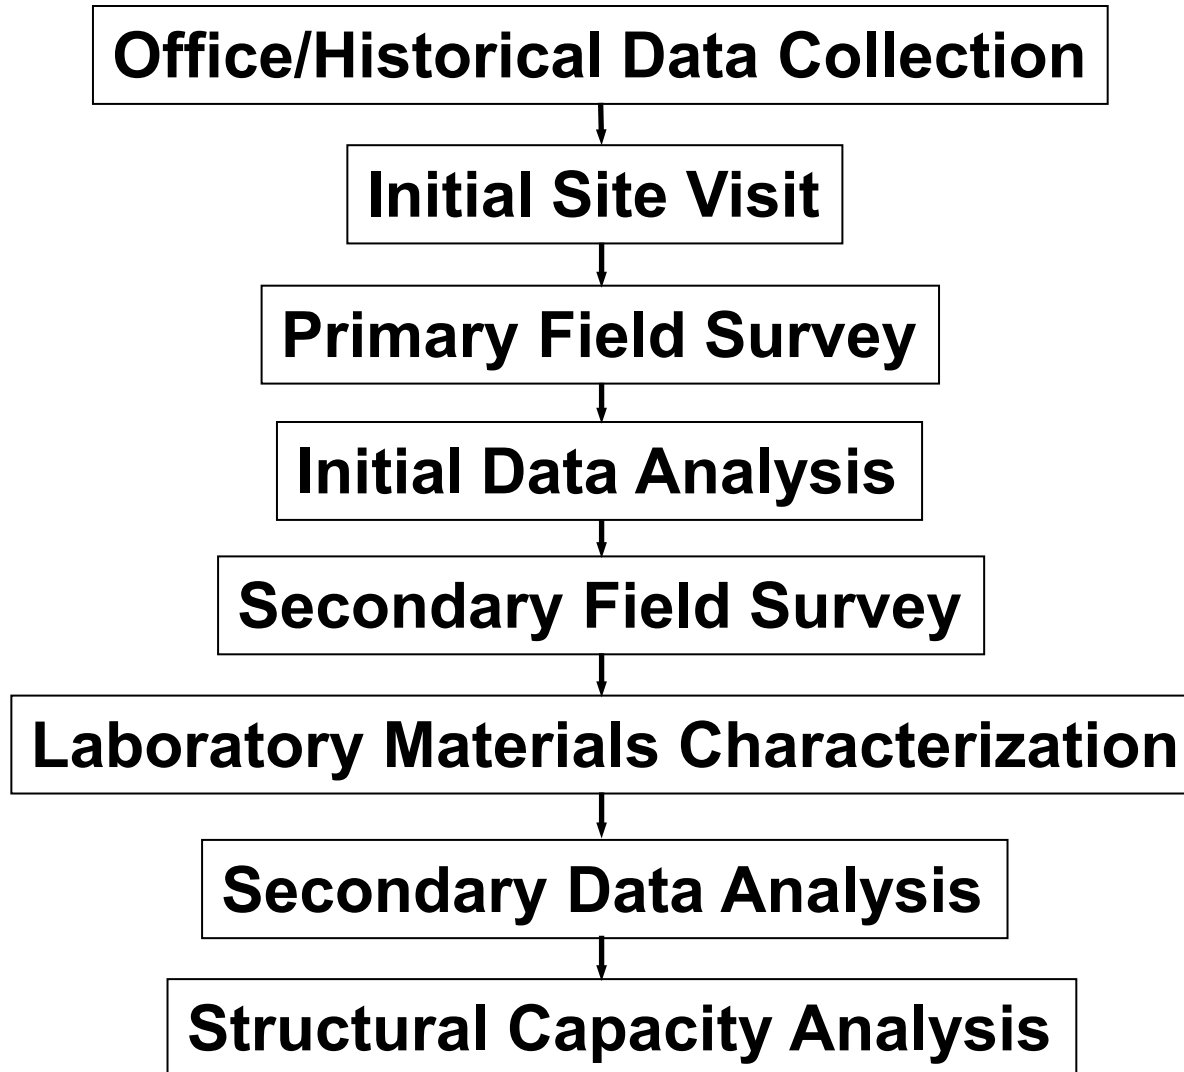 Office/Historical Data Collection
Initial Site Visit
Primary Field Survey
Initial Data Analysis
Secondary Field Survey
Laboratory Materials Characterization
Secondary Data Analysis
Structural Capacity Analysis